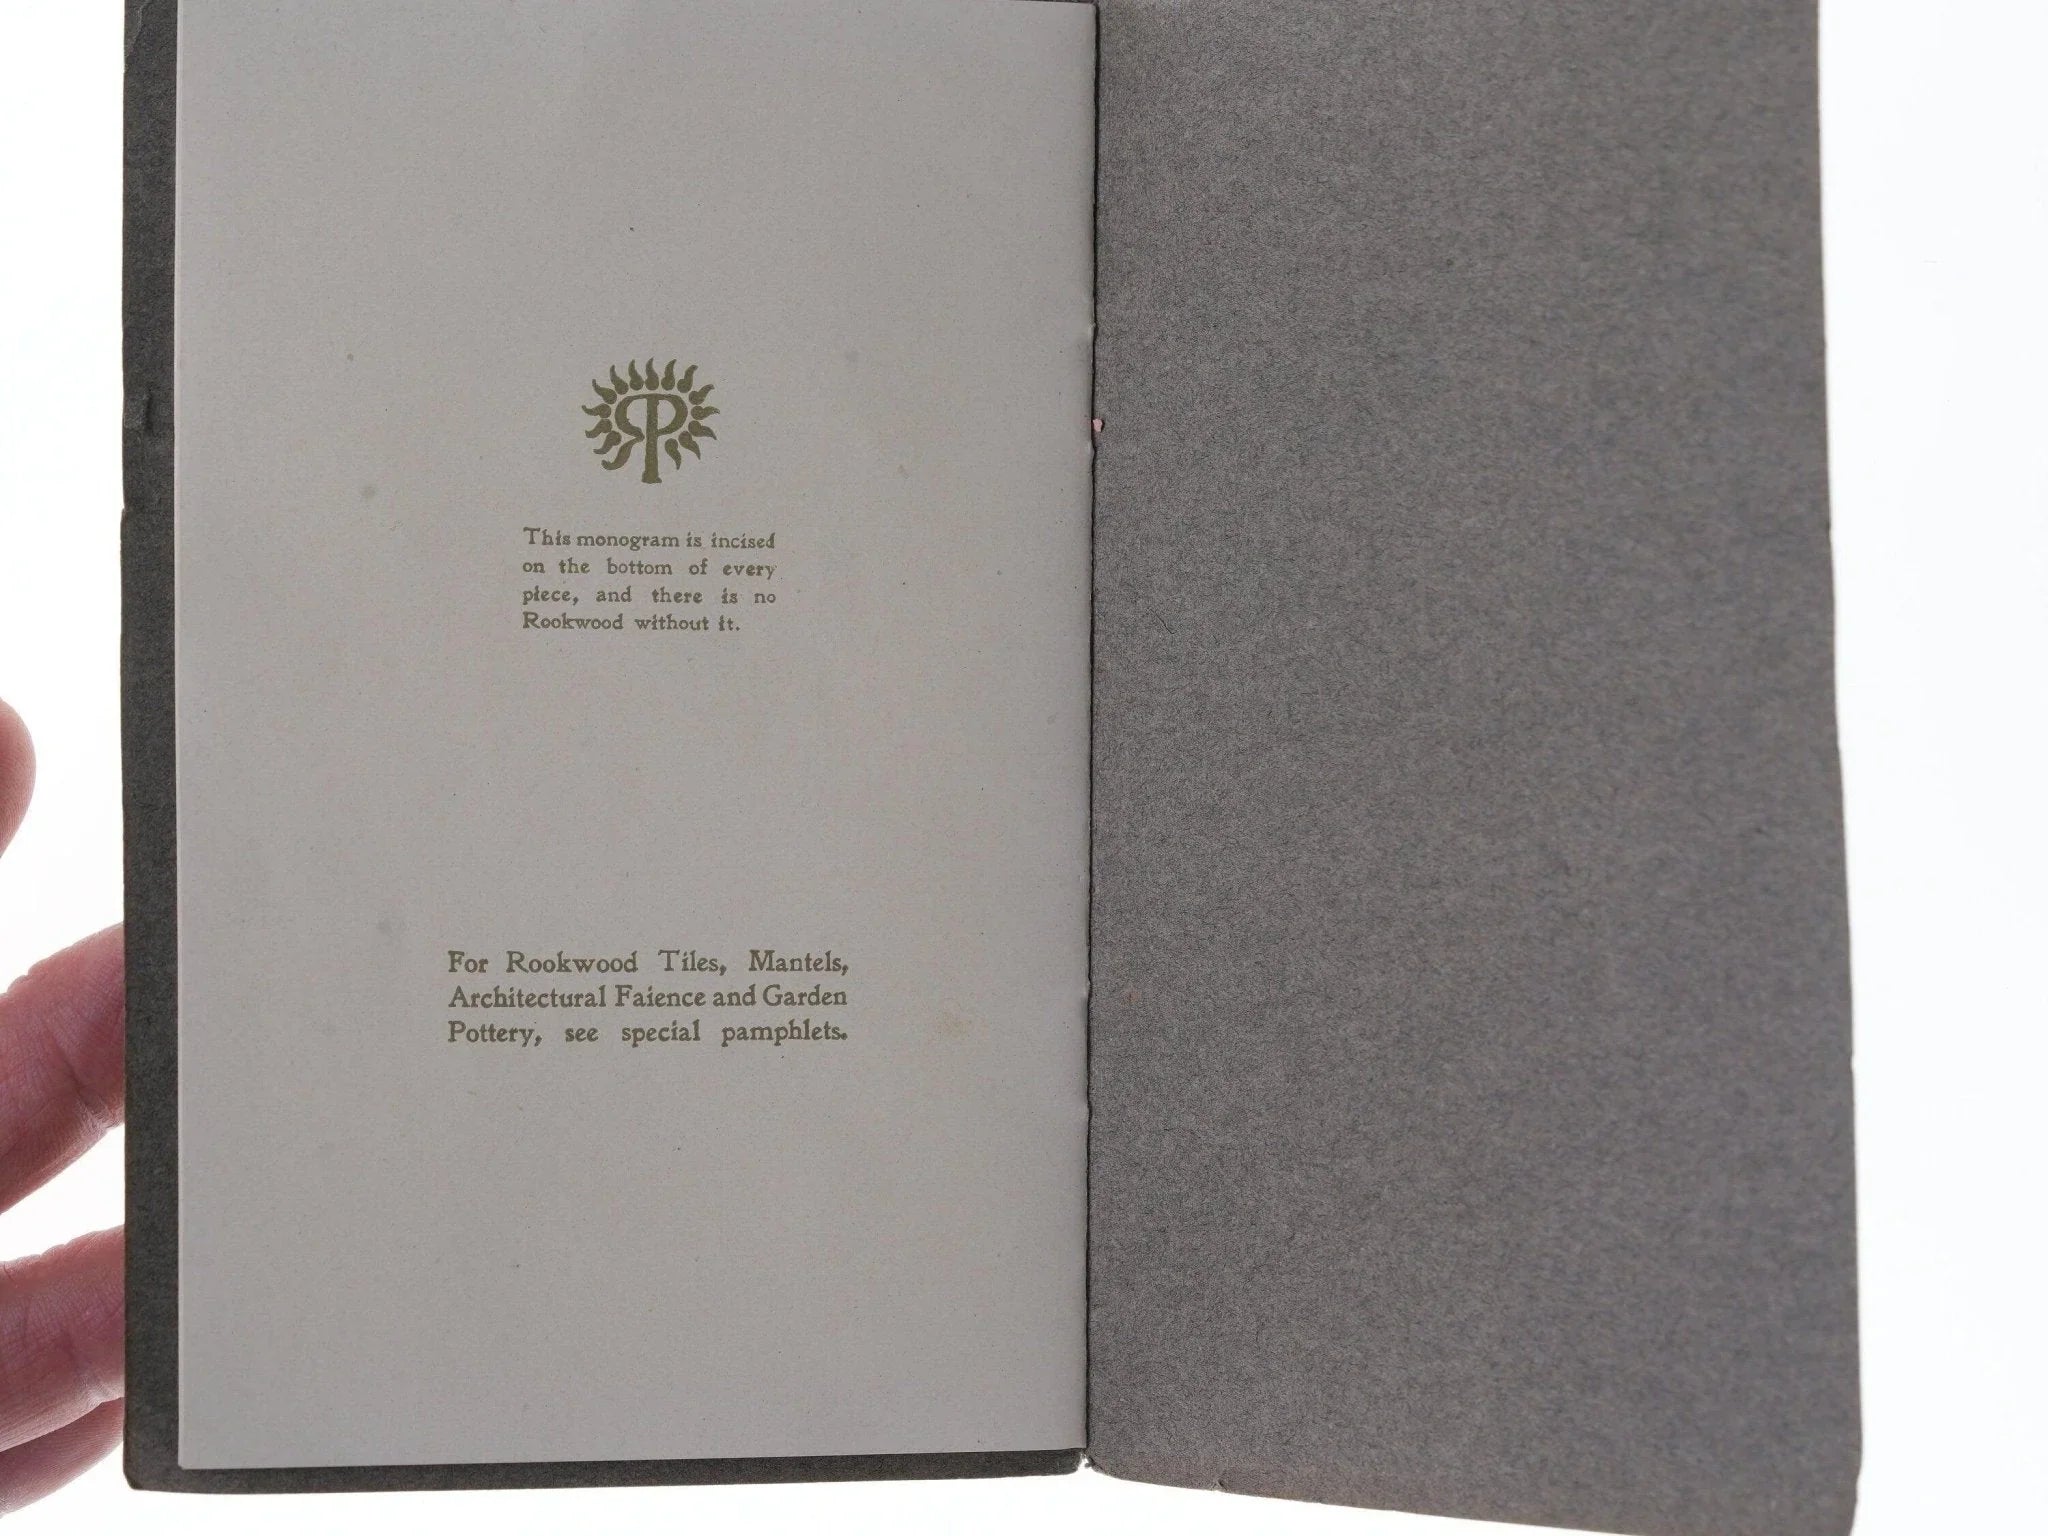 RP
This monogram is incised
on the bottom of every
piece, and there is no
Rookwood without it.
For Rookwood Tiles, Mantels,
Architectural Faience and Garden
Pottery, see special pamphlets.